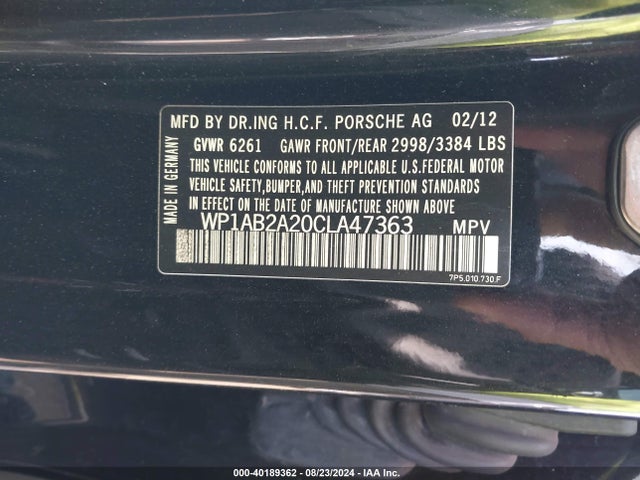 MFD BY DR.ING H.C.F. PORSCHE AG 02/12
GVWR 6261 GAWR FRONT/REAR 2998/3384 LBS
THIS VEHICLE CONFORMS TO ALL APPLICABLE U.S.FEDERAL MOTOR
VEHICLE SAFETY,BUMPER,AND THEFT PREVENTION STANDARDS
IN EFFECT ON THE DATE OF MANUFACTURE SHOWN ABOVE
WP1AB2A20CLA47363 MPV
7P5.010.730.F
MADE IN GERMANY
000-40189362 - 08/23/2024 - IAAI.com